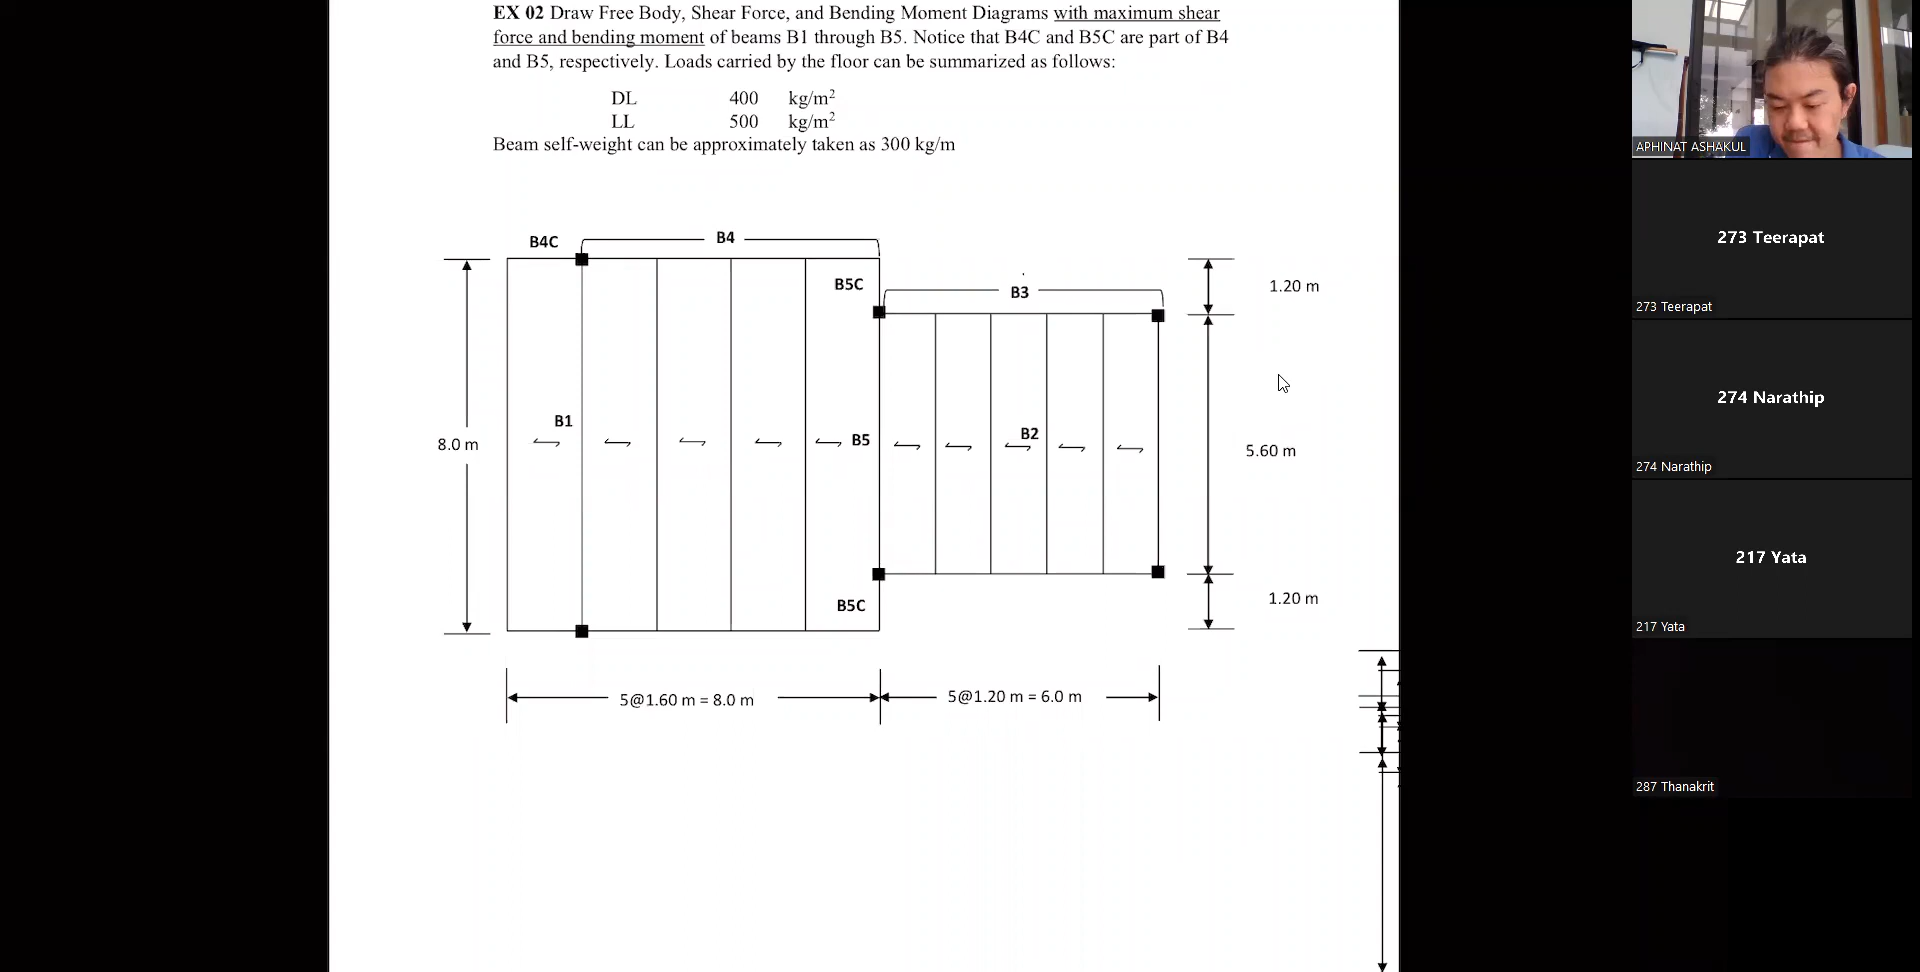 EX 02 Draw Free Body, Shear Force, and Bending Moment Diagrams with maximum shear
force and bending moment of beams B1 through B5. Notice that B4C and B5C are part of B4
and B5, respectively. Loads carried by the floor can be summarized as follows:
DL 400 kg/m²
LL 500 kg/m²
Beam self-weight can be approximately taken as 300 kg/m
B4C
B4
B5C
B3
1.20 m
B1
B5
B2
8.0 m
5.60 m
B5C
1.20 m
5@1.60 m = 8.0 m
5@1.20 m = 6.0 m
APHINAT ASHAKUL
273 Teerapat
273 Teerapat
274 Narathip
274 Narathip
217 Yata
217 Yata
287 Thanakrit